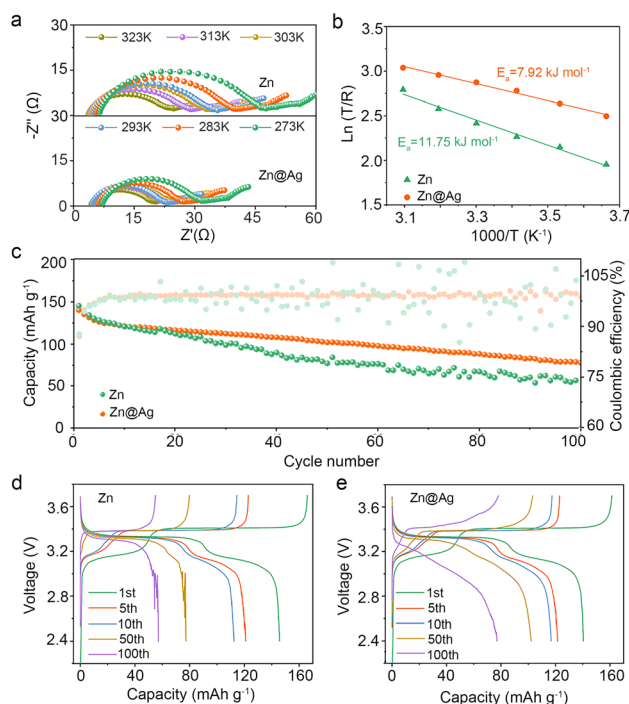 a
323K 313K 303K
Zn
293K 283K 273K
Zn@Ag
30
20
10
30
15
0
0 15 30 45 60
-Z'' (Ω)
Z'(Ω)
b
Eₐ=7.92 kJ mol⁻¹
Eₐ=11.75 kJ mol⁻¹
Zn
Zn@Ag
3.5
3.0
2.5
2.0
1.5
3.1 3.2 3.3 3.4 3.5 3.6
Ln (T/R)
1000/T (K⁻¹)
c
200
150
100
50
0
105
90
75
60
Zn
Zn@Ag
1 20 40 60 80 100
Capacity (mAh g⁻¹)
Coulombic efficiency (%)
Cycle number
d
Zn
3.6
3.2
2.8
2.4
1st
5th
10th
50th
100th
0 40 80 120 160
Voltage (V)
Capacity (mAh g⁻¹)
e
Zn@Ag
3.6
3.2
2.8
2.4
1st
5th
10th
50th
100th
0 40 80 120 160
Voltage (V)
Capacity (mAh g⁻¹)